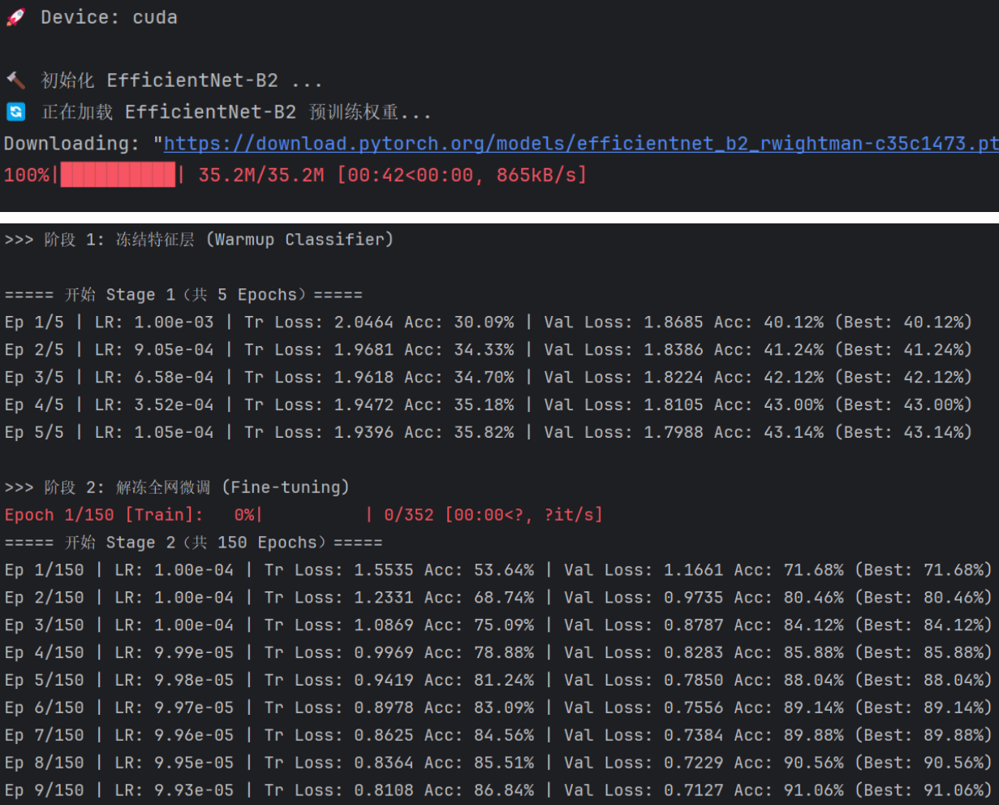 🚀 Device: cuda
🔨 初始化 EfficientNet-B2 ...
🔄 正在加载 EfficientNet-B2 预训练权重...
Downloading: "https://download.pytorch.org/models/efficientnet_b2_rwightman-c35c1473.pt
100%|██████████| 35.2M/35.2M [00:42<00:00, 865kB/s]
>>> 阶段 1: 冻结特征层 (Warmup Classifier)
===== 开始 Stage 1（共 5 Epochs）=====
Ep 1/5 | LR: 1.00e-03 | Tr Loss: 2.0464 Acc: 30.09% | Val Loss: 1.8685 Acc: 40.12% (Best: 40.12%)
Ep 2/5 | LR: 9.05e-04 | Tr Loss: 1.9681 Acc: 34.33% | Val Loss: 1.8386 Acc: 41.24% (Best: 41.24%)
Ep 3/5 | LR: 6.58e-04 | Tr Loss: 1.9618 Acc: 34.70% | Val Loss: 1.8224 Acc: 42.12% (Best: 42.12%)
Ep 4/5 | LR: 3.52e-04 | Tr Loss: 1.9472 Acc: 35.18% | Val Loss: 1.8105 Acc: 43.00% (Best: 43.00%)
Ep 5/5 | LR: 1.05e-04 | Tr Loss: 1.9396 Acc: 35.82% | Val Loss: 1.7988 Acc: 43.14% (Best: 43.14%)
>>> 阶段 2: 解冻全网微调 (Fine-tuning)
Epoch 1/150 [Train]:   0%|          | 0/352 [00:00<?, ?it/s]
===== 开始 Stage 2（共 150 Epochs）=====
Ep 1/150 | LR: 1.00e-04 | Tr Loss: 1.5535 Acc: 53.64% | Val Loss: 1.1661 Acc: 71.68% (Best: 71.68%)
Ep 2/150 | LR: 1.00e-04 | Tr Loss: 1.2331 Acc: 68.74% | Val Loss: 0.9735 Acc: 80.46% (Best: 80.46%)
Ep 3/150 | LR: 1.00e-04 | Tr Loss: 1.0869 Acc: 75.09% | Val Loss: 0.8787 Acc: 84.12% (Best: 84.12%)
Ep 4/150 | LR: 9.99e-05 | Tr Loss: 0.9969 Acc: 78.88% | Val Loss: 0.8283 Acc: 85.88% (Best: 85.88%)
Ep 5/150 | LR: 9.98e-05 | Tr Loss: 0.9419 Acc: 81.24% | Val Loss: 0.7850 Acc: 88.04% (Best: 88.04%)
Ep 6/150 | LR: 9.97e-05 | Tr Loss: 0.8978 Acc: 83.09% | Val Loss: 0.7556 Acc: 89.14% (Best: 89.14%)
Ep 7/150 | LR: 9.96e-05 | Tr Loss: 0.8625 Acc: 84.56% | Val Loss: 0.7384 Acc: 89.88% (Best: 89.88%)
Ep 8/150 | LR: 9.95e-05 | Tr Loss: 0.8364 Acc: 85.51% | Val Loss: 0.7229 Acc: 90.56% (Best: 90.56%)
Ep 9/150 | LR: 9.93e-05 | Tr Loss: 0.8108 Acc: 86.84% | Val Loss: 0.7127 Acc: 91.06% (Best: 91.06%)